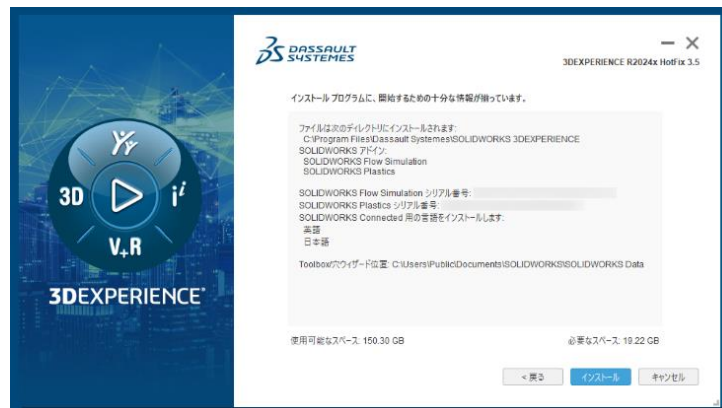 DASSAULT
SYSTEMES
3DEXPERIENCE R2024x HotFix 3.5
インストール プログラムに、開始するための十分な情報が揃っています。
ファイルは次のディレクトリにインストールされます:
C:\Program Files\Dassault Systemes\SOLIDWORKS 3DEXPERIENCE
SOLIDWORKS アドイン:
SOLIDWORKS Flow Simulation
SOLIDWORKS Plastics
SOLIDWORKS Flow Simulation シリアル番号:
SOLIDWORKS Plastics シリアル番号:
SOLIDWORKS Connected 用の言語をインストールします:
英語
日本語
Toolbox/穴ウィザード位置: C:\Users\Public\Documents\SOLIDWORKS\SOLIDWORKS Data
3D
i
V+R
3DEXPERIENCE
使用可能なスペース: 150.30 GB
必要なスペース: 19.22 GB
< 戻る
インストール
キャンセル